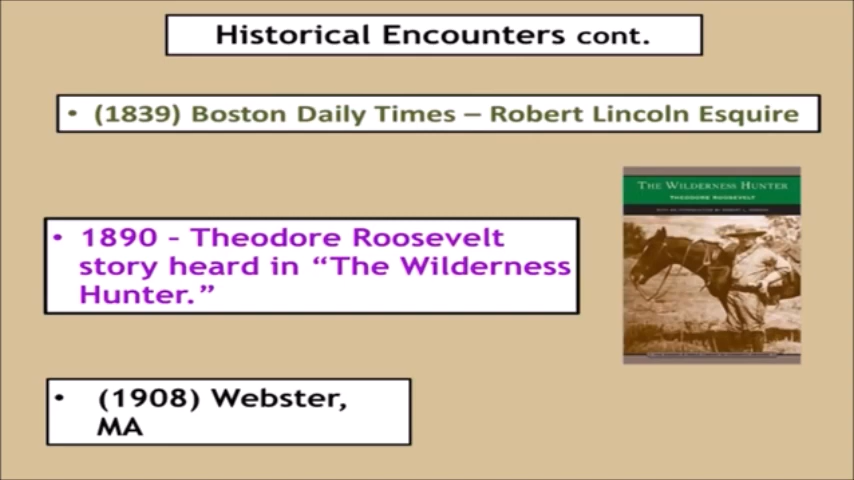 Historical Encounters cont.
• (1839) Boston Daily Times – Robert Lincoln Esquire
THE WILDERNESS HUNTER
THEODORE ROOSEVELT
• 1890 - Theodore Roosevelt
story heard in “The Wilderness
Hunter.”
• (1908) Webster,
MA